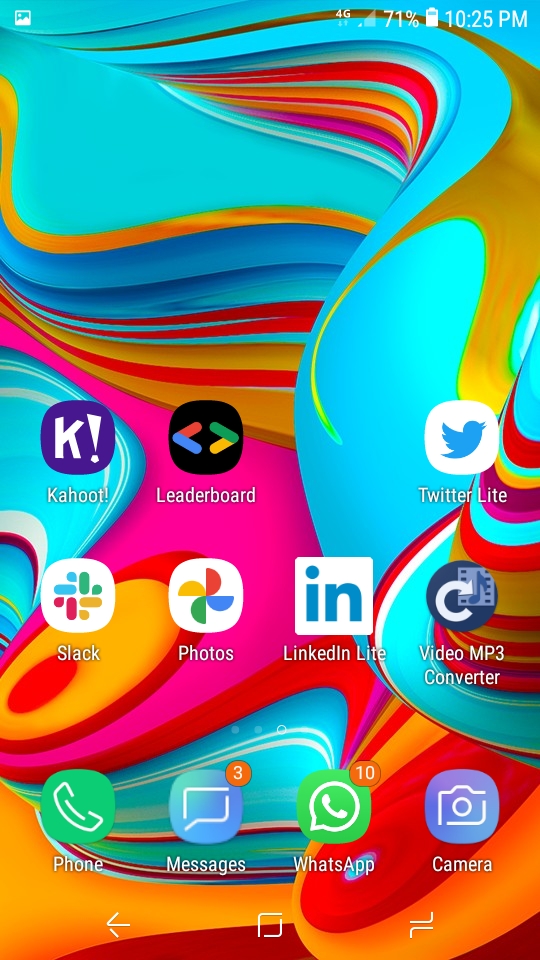 4G 71% 10:25 PM
K!
Kahoot!
Leaderboard
Twitter Lite
in
Slack
Photos
LinkedIn Lite
Video MP3
Converter
3
10
Phone
Messages
WhatsApp
Camera